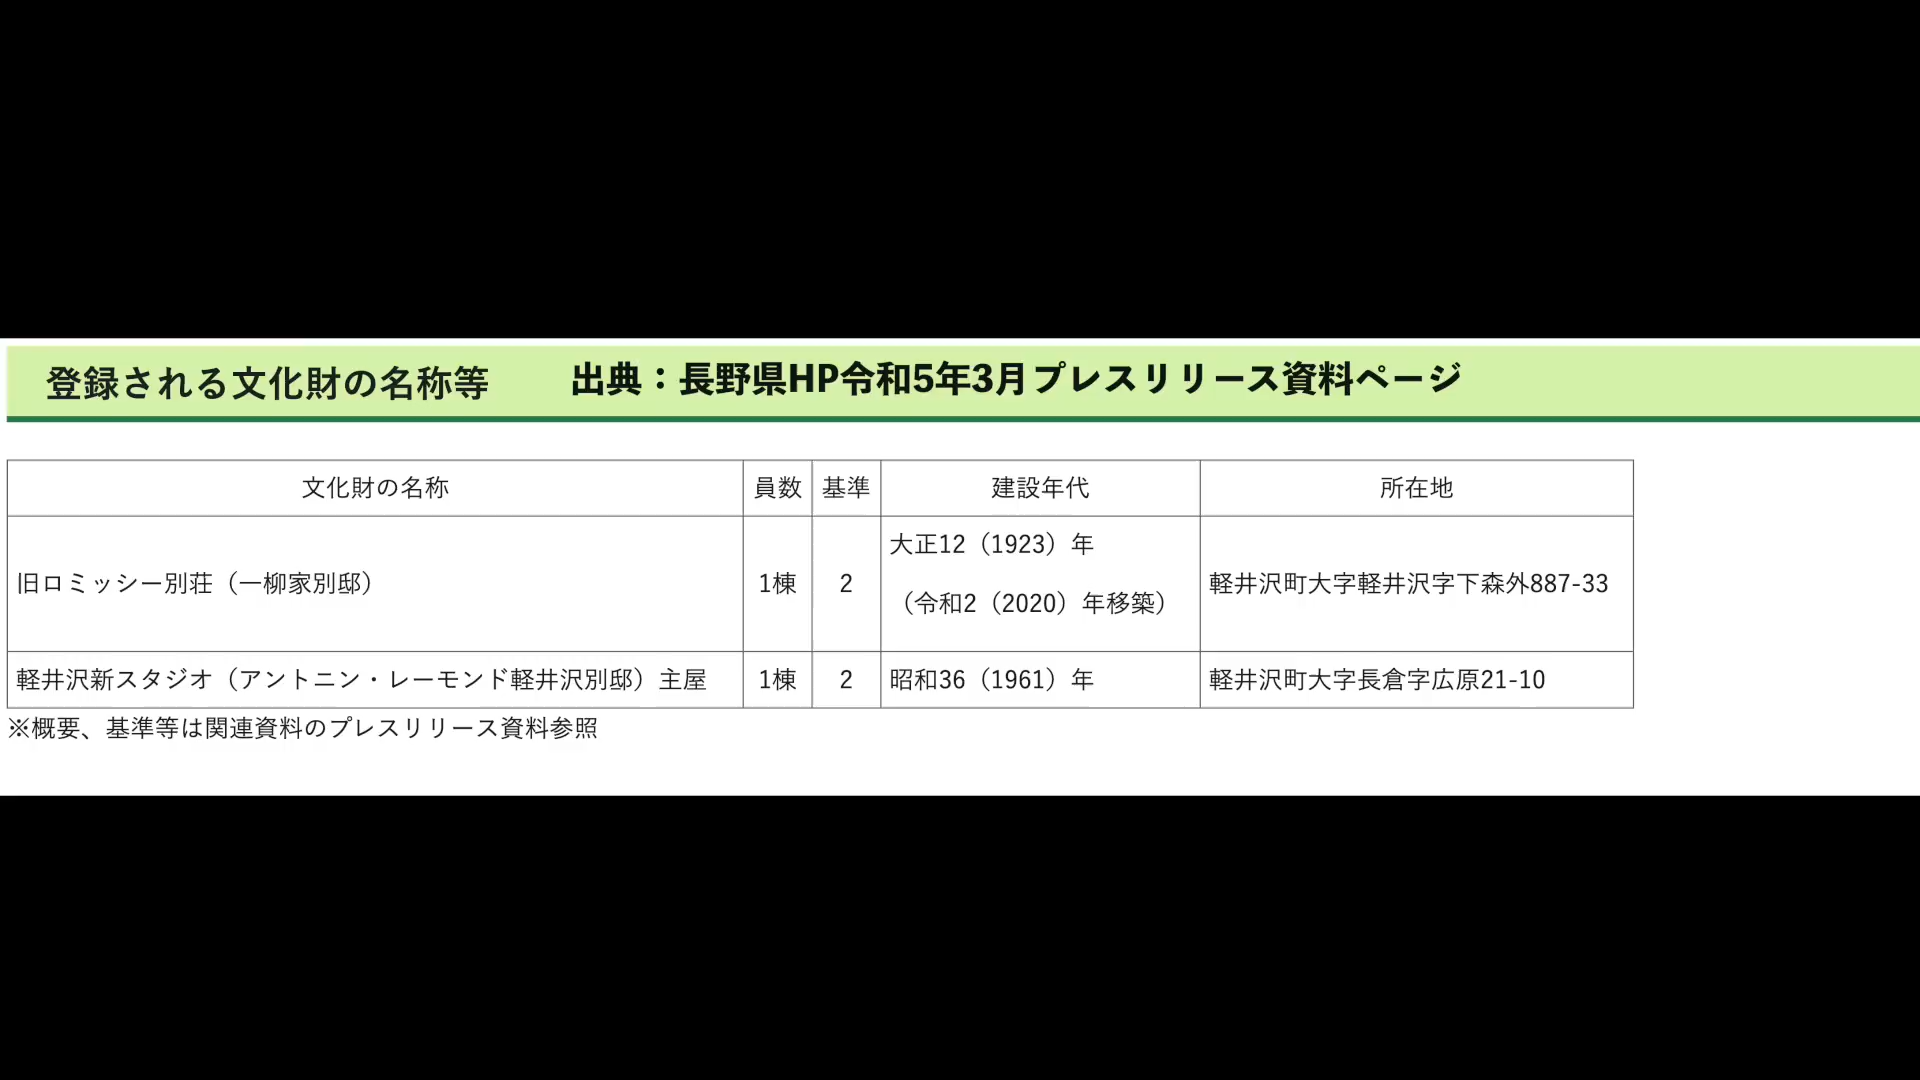 登録される文化財の名称等 出典：長野県HP令和5年3月プレスリリース資料ページ
文化財の名称 員数 基準 建設年代 所在地
旧ロミッシー別荘（一柳家別邸） 1棟 2 大正12（1923）年
（令和2（2020）年移築） 軽井沢町大字軽井沢字下森外887-33
軽井沢新スタジオ（アントニン・レーモンド軽井沢別邸）主屋 1棟 2 昭和36（1961）年 軽井沢町大字長倉字広原21-10
※概要、基準等は関連資料のプレスリリース資料参照